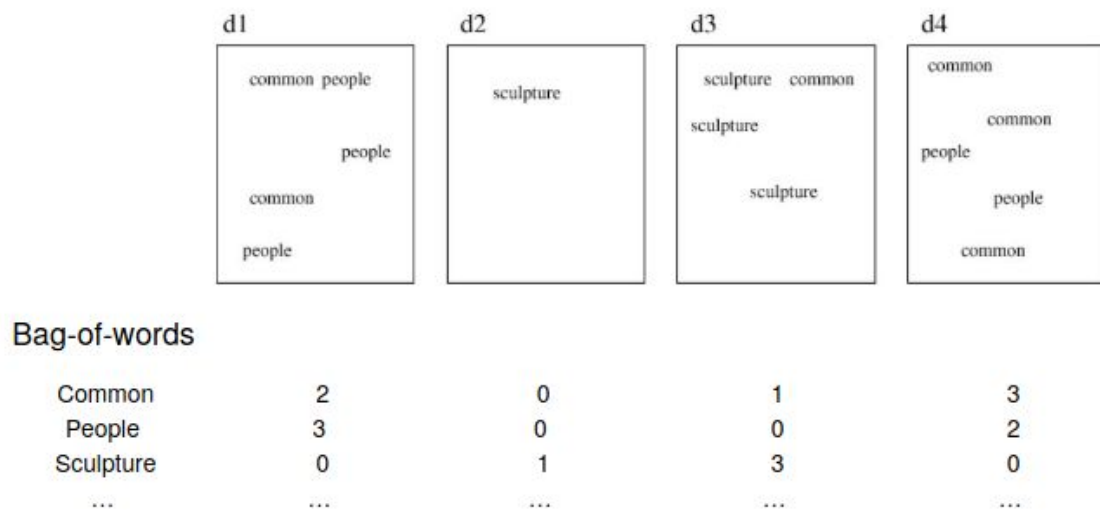 d1 d2 d3 d4
common people
people
common
people
sculpture
sculpture common
sculpture
sculpture
common
common
people
people
common
Bag-of-words
Common 2 0 1 3
People 3 0 0 2
Sculpture 0 1 3 0
... ... ... ... ...